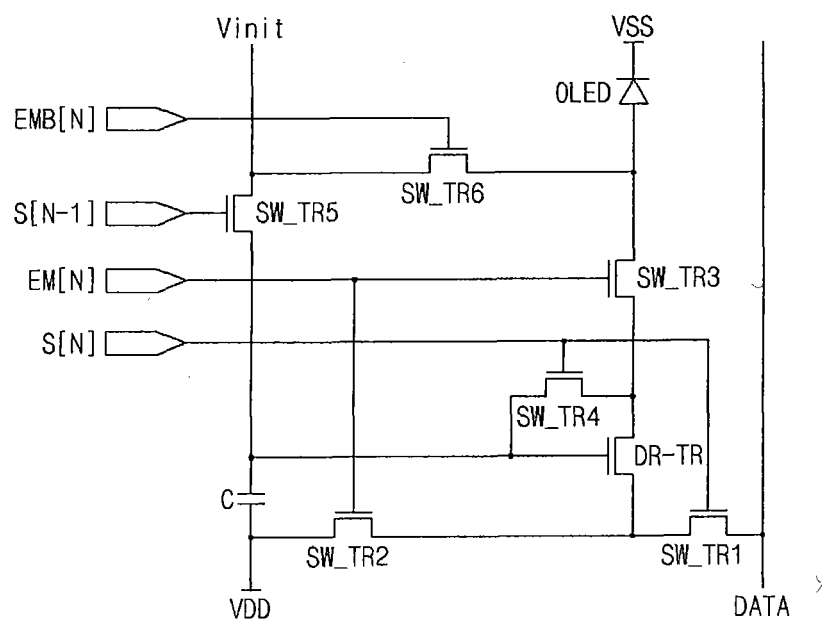 Vinit
VSS
OLED
EMB[N]
SW_TR6
S[N-1]
SW_TR5
EM[N]
SW_TR3
S[N]
SW_TR4
DR-TR
C
SW_TR2
SW_TR1
VDD
DATA